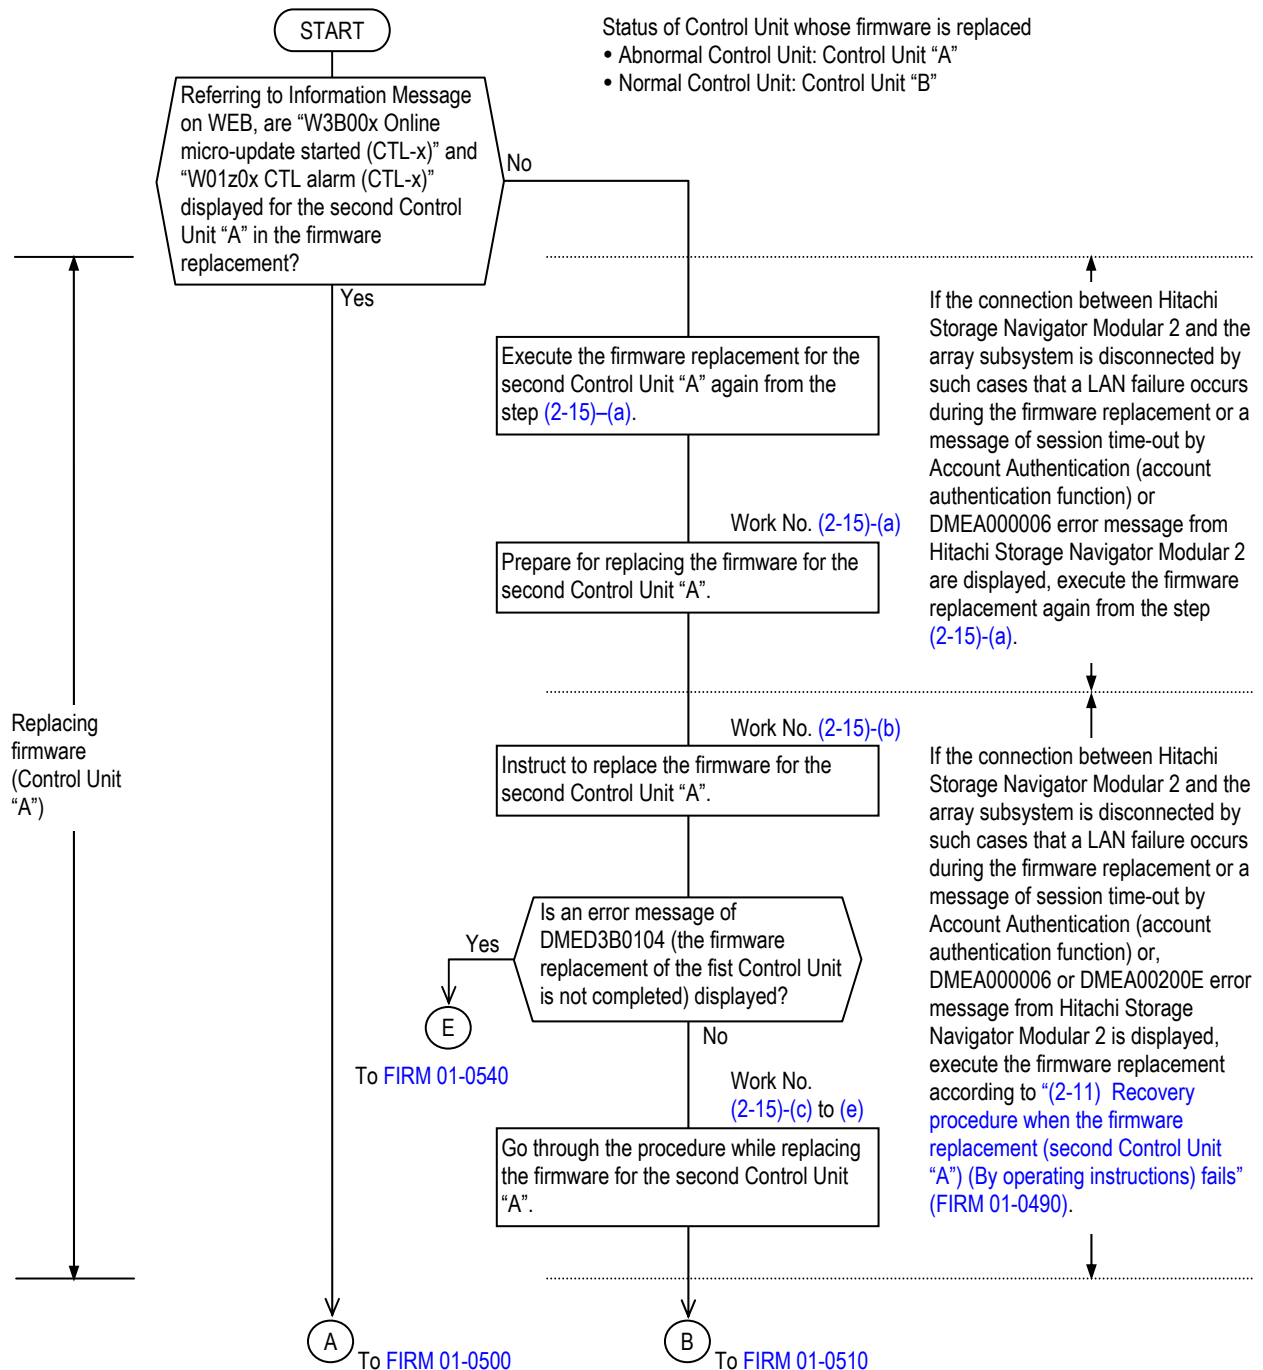 START
Status of Control Unit whose firmware is replaced
• Abnormal Control Unit: Control Unit “A”
• Normal Control Unit: Control Unit “B”
Referring to Information Message
on WEB, are “W3B00x Online
micro-update started (CTL-x)” and
“W01z0x CTL alarm (CTL-x)”
displayed for the second Control
Unit “A” in the firmware
replacement?
No
Yes
Execute the firmware replacement for the
second Control Unit “A” again from the
step (2-15)–(a).
Work No. (2-15)-(a)
Prepare for replacing the firmware for the
second Control Unit “A”.
If the connection between Hitachi
Storage Navigator Modular 2 and the
array subsystem is disconnected by
such cases that a LAN failure occurs
during the firmware replacement or a
message of session time-out by
Account Authentication (account
authentication function) or
DMEA000006 error message from
Hitachi Storage Navigator Modular 2
are displayed, execute the firmware
replacement again from the step
(2-15)-(a).
Replacing
firmware
(Control Unit
“A”)
Work No. (2-15)-(b)
Instruct to replace the firmware for the
second Control Unit “A”.
Is an error message of
DMED3B0104 (the firmware
replacement of the fist Control Unit
is not completed) displayed?
Yes
E
To FIRM 01-0540
No
Work No.
(2-15)-(c) to (e)
Go through the procedure while replacing
the firmware for the second Control Unit
“A”.
If the connection between Hitachi
Storage Navigator Modular 2 and the
array subsystem is disconnected by
such cases that a LAN failure occurs
during the firmware replacement or a
message of session time-out by
Account Authentication (account
authentication function) or,
DMEA000006 or DMEA00200E error
message from Hitachi Storage
Navigator Modular 2 is displayed,
execute the firmware replacement
according to “(2-11) Recovery
procedure when the firmware
replacement (second Control Unit
“A”) (By operating instructions) fails”
(FIRM 01-0490).
A
To FIRM 01-0500
B
To FIRM 01-0510